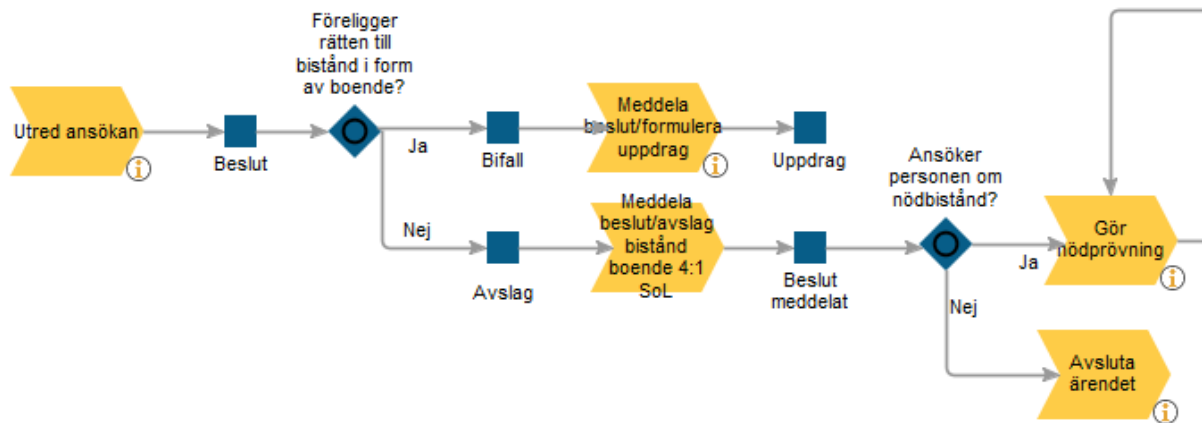 Föreligger
rätten till
bistånd i form
av boende?
Utred ansökan
Beslut
Ja
Bifall
Meddela
beslut/formulera
uppdrag
Uppdrag
Nej
Avslag
Meddela
beslut/avslag
bistånd
boende 4:1
SoL
Beslut
meddelat
Ansöker
personen om
nödbistånd?
Ja
Gör
nödprövning
Nej
Avsluta
ärendet